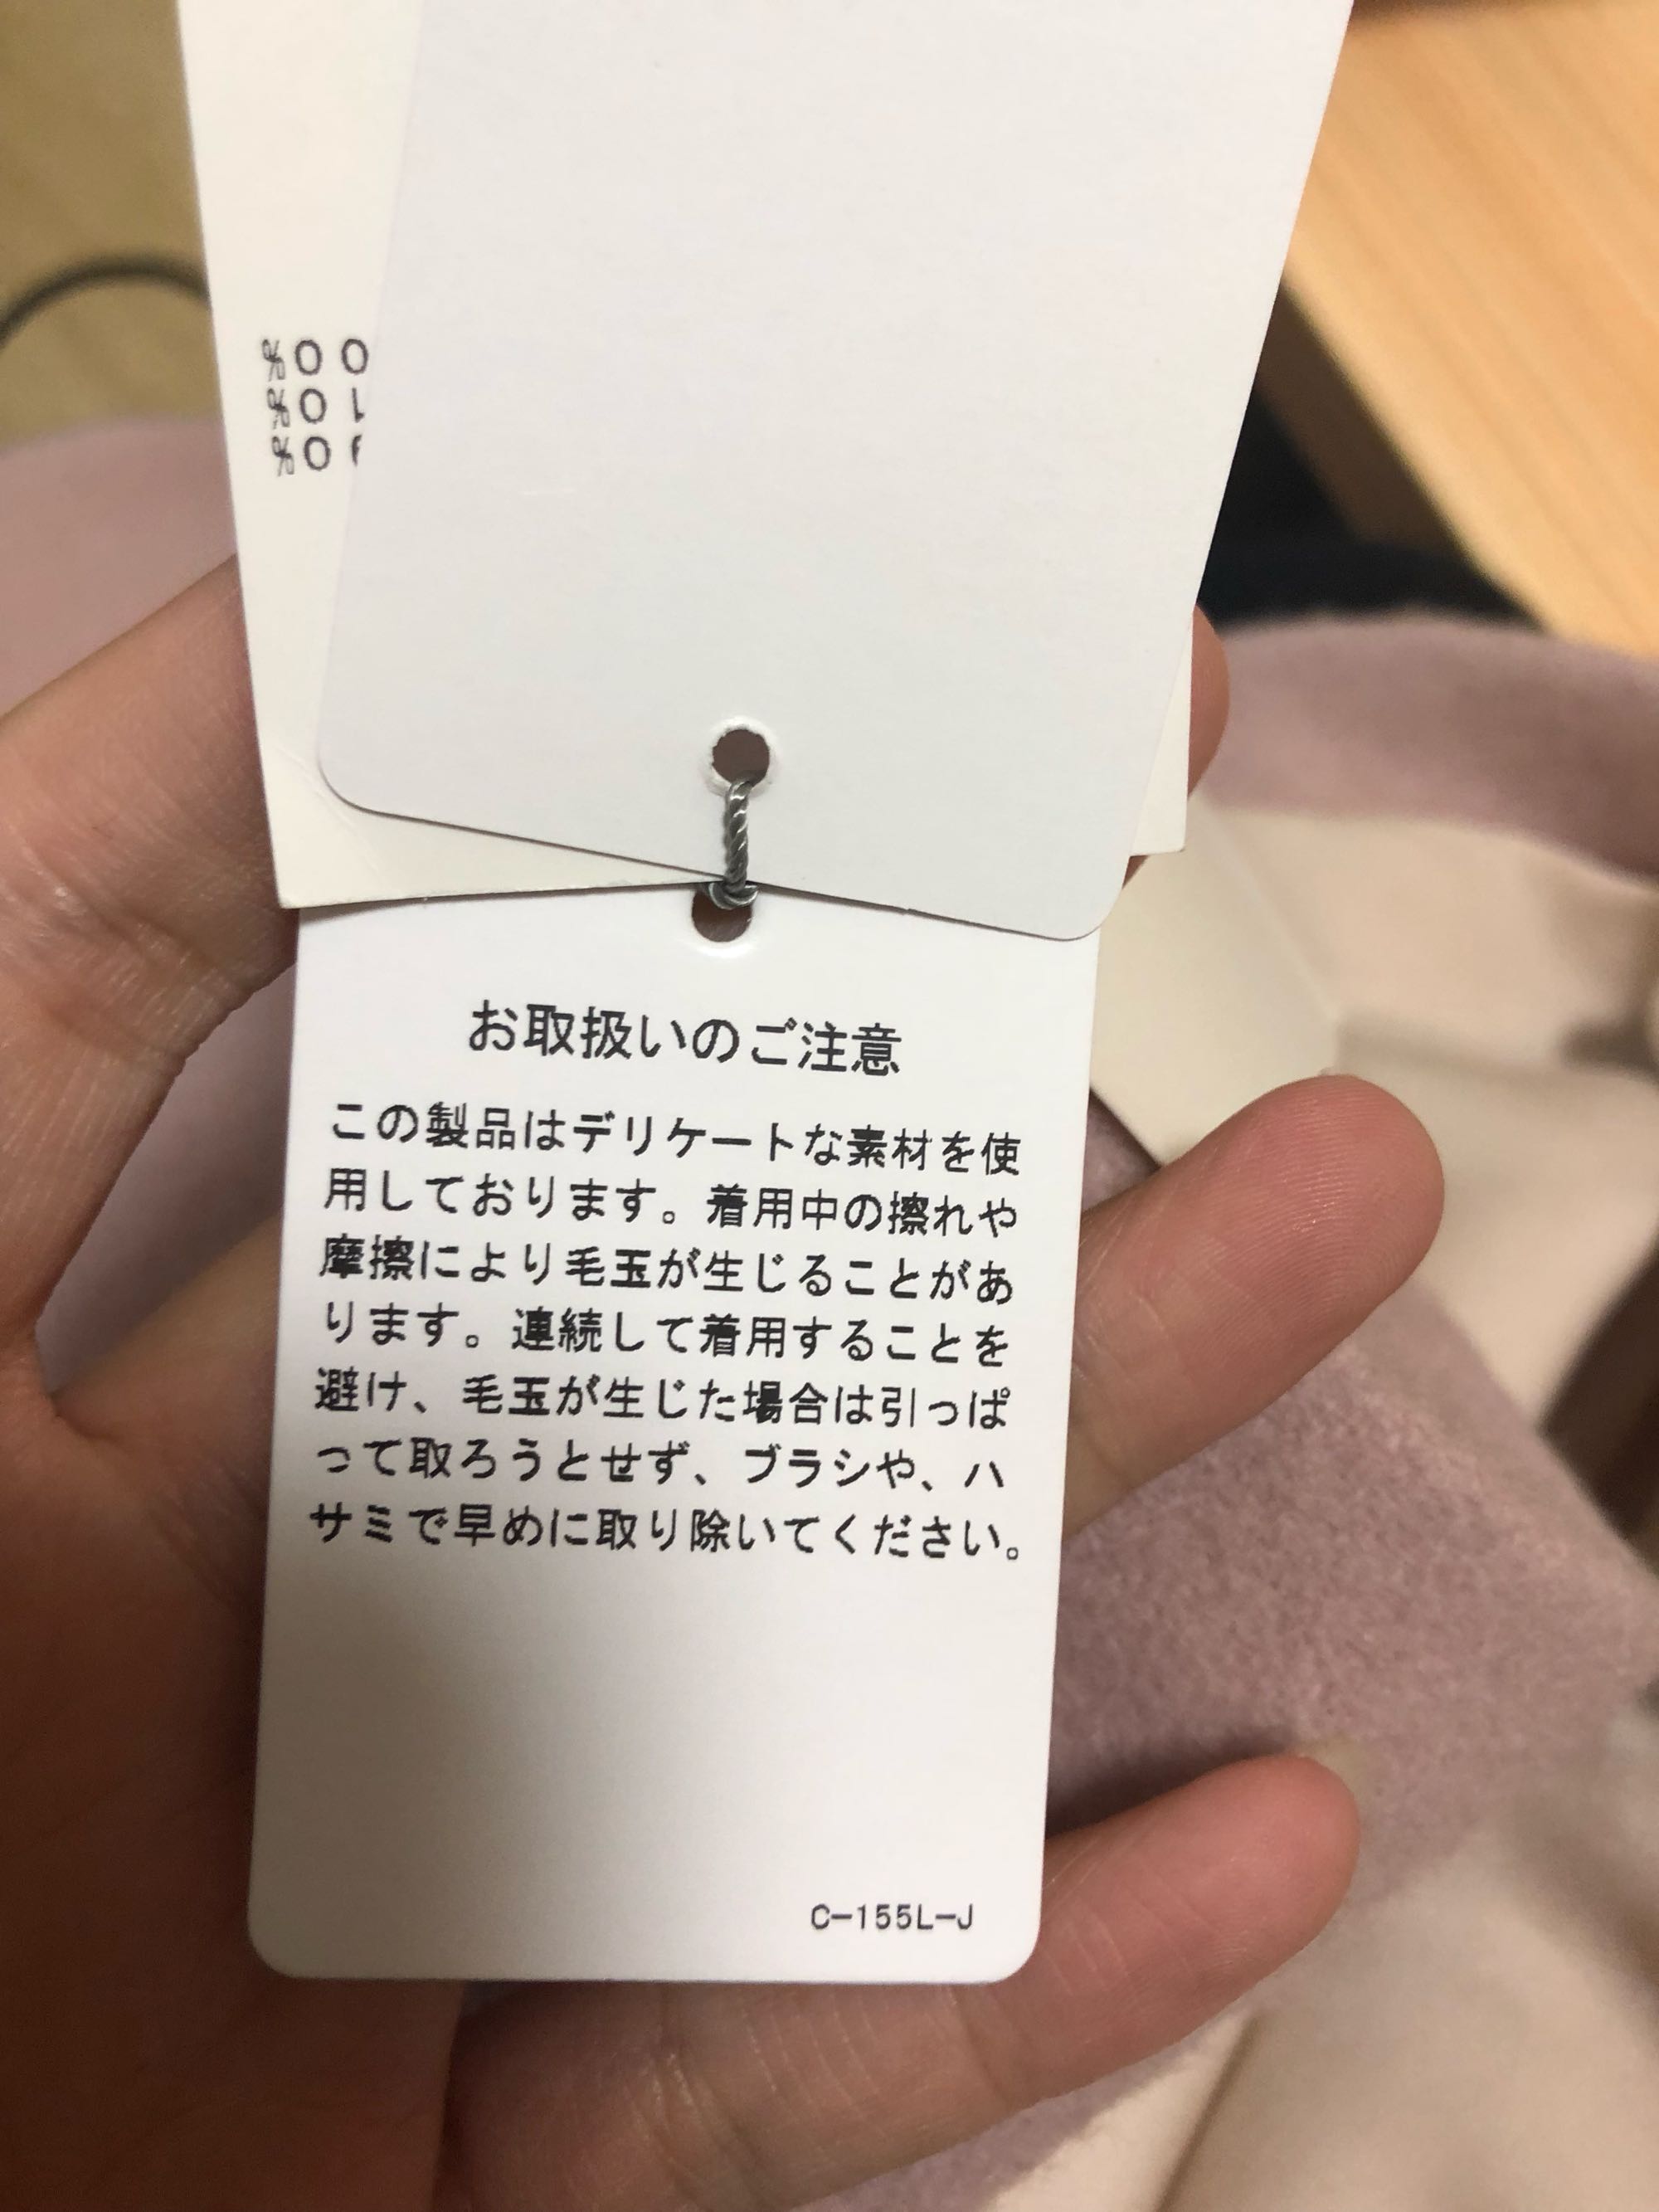 お取扱いのご注意
この製品はデリケートな素材を使
用しております。着用中の擦れや
摩擦により毛玉が生じることがあ
ります。連続して着用することを
避け、毛玉が生じた場合は引っぱ
って取ろうとせず、ブラシや、ハ
サミで早めに取り除いてください。
C-155L-J
0%
10%
00%